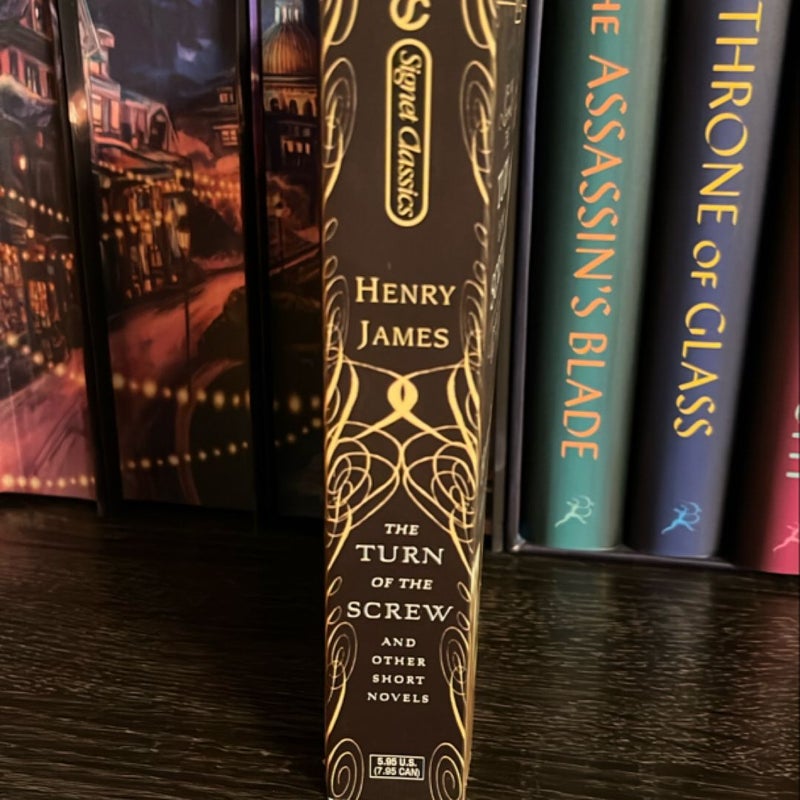 Signet Classics
HENRY
JAMES
THE
TURN
OF THE
SCREW
AND
OTHER
SHORT
NOVELS
5.95 U.S.
(7.95 CAN)
THE ASSASSIN'S BLADE
THRONE OF GLASS